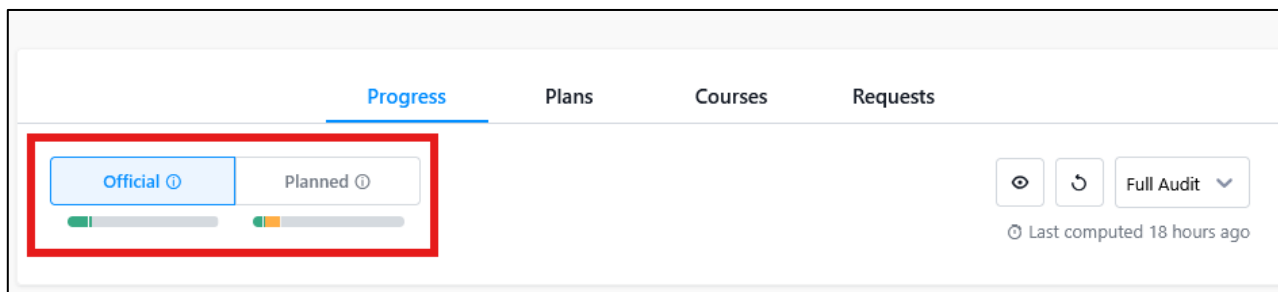 Progress Plans Courses Requests
Official Planned
Full Audit
Last computed 18 hours ago